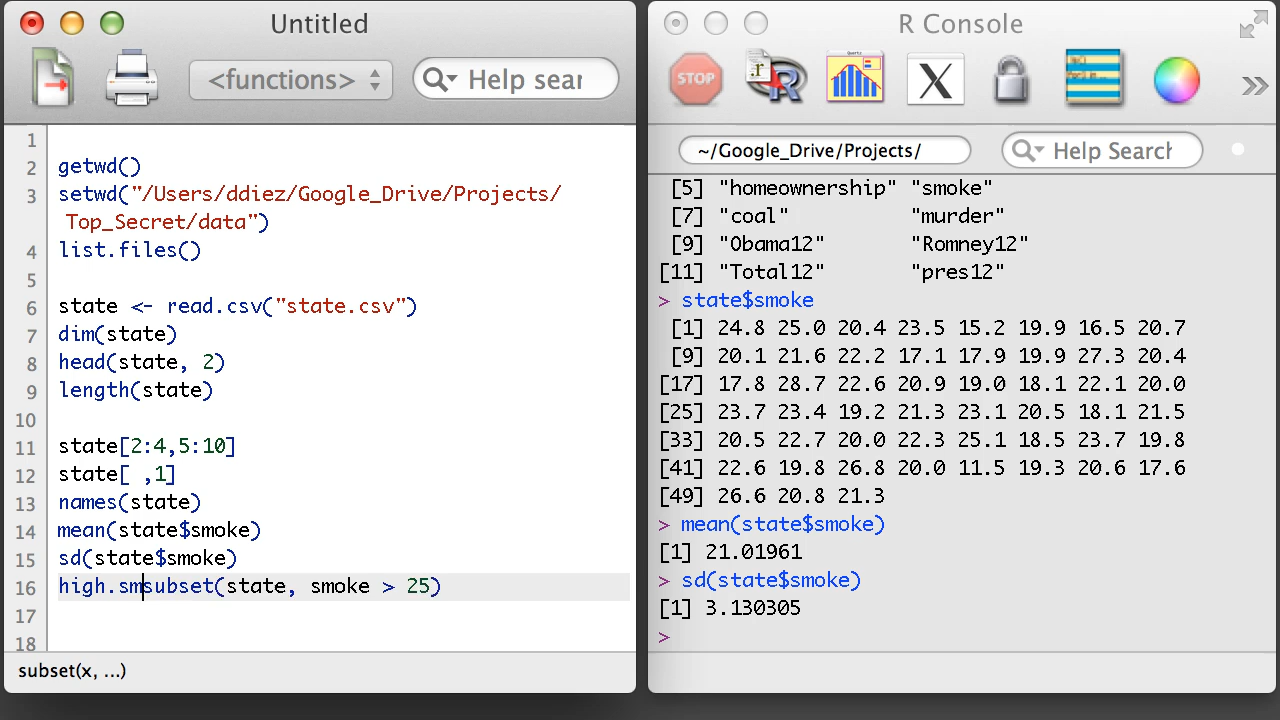 Untitled
<functions>
Help sear
1
2 getwd()
3 setwd("/Users/ddiez/Google_Drive/Projects/
Top_Secret/data")
4 list.files()
5
6 state <- read.csv("state.csv")
7 dim(state)
8 head(state, 2)
9 length(state)
10
11 state[2:4,5:10]
12 state[ ,1]
13 names(state)
14 mean(state$smoke)
15 sd(state$smoke)
16 high.smsubset(state, smoke > 25)
17
18
subset(x, ...)
R Console
STOP
R
X
~/Google_Drive/Projects/
Help Search
[5] "homeownership" "smoke"
[7] "coal" "murder"
[9] "Obama12" "Romney12"
[11] "Total12" "pres12"
> state$smoke
[1] 24.8 25.0 20.4 23.5 15.2 19.9 16.5 20.7
[9] 20.1 21.6 22.2 17.1 17.9 19.9 27.3 20.4
[17] 17.8 28.7 22.6 20.9 19.0 18.1 22.1 20.0
[25] 23.7 23.4 19.2 21.3 23.1 20.5 18.1 21.5
[33] 20.5 22.7 20.0 22.3 25.1 18.5 23.7 19.8
[41] 22.6 19.8 26.8 20.0 11.5 19.3 20.6 17.6
[49] 26.6 20.8 21.3
> mean(state$smoke)
[1] 21.01961
> sd(state$smoke)
[1] 3.130305
>